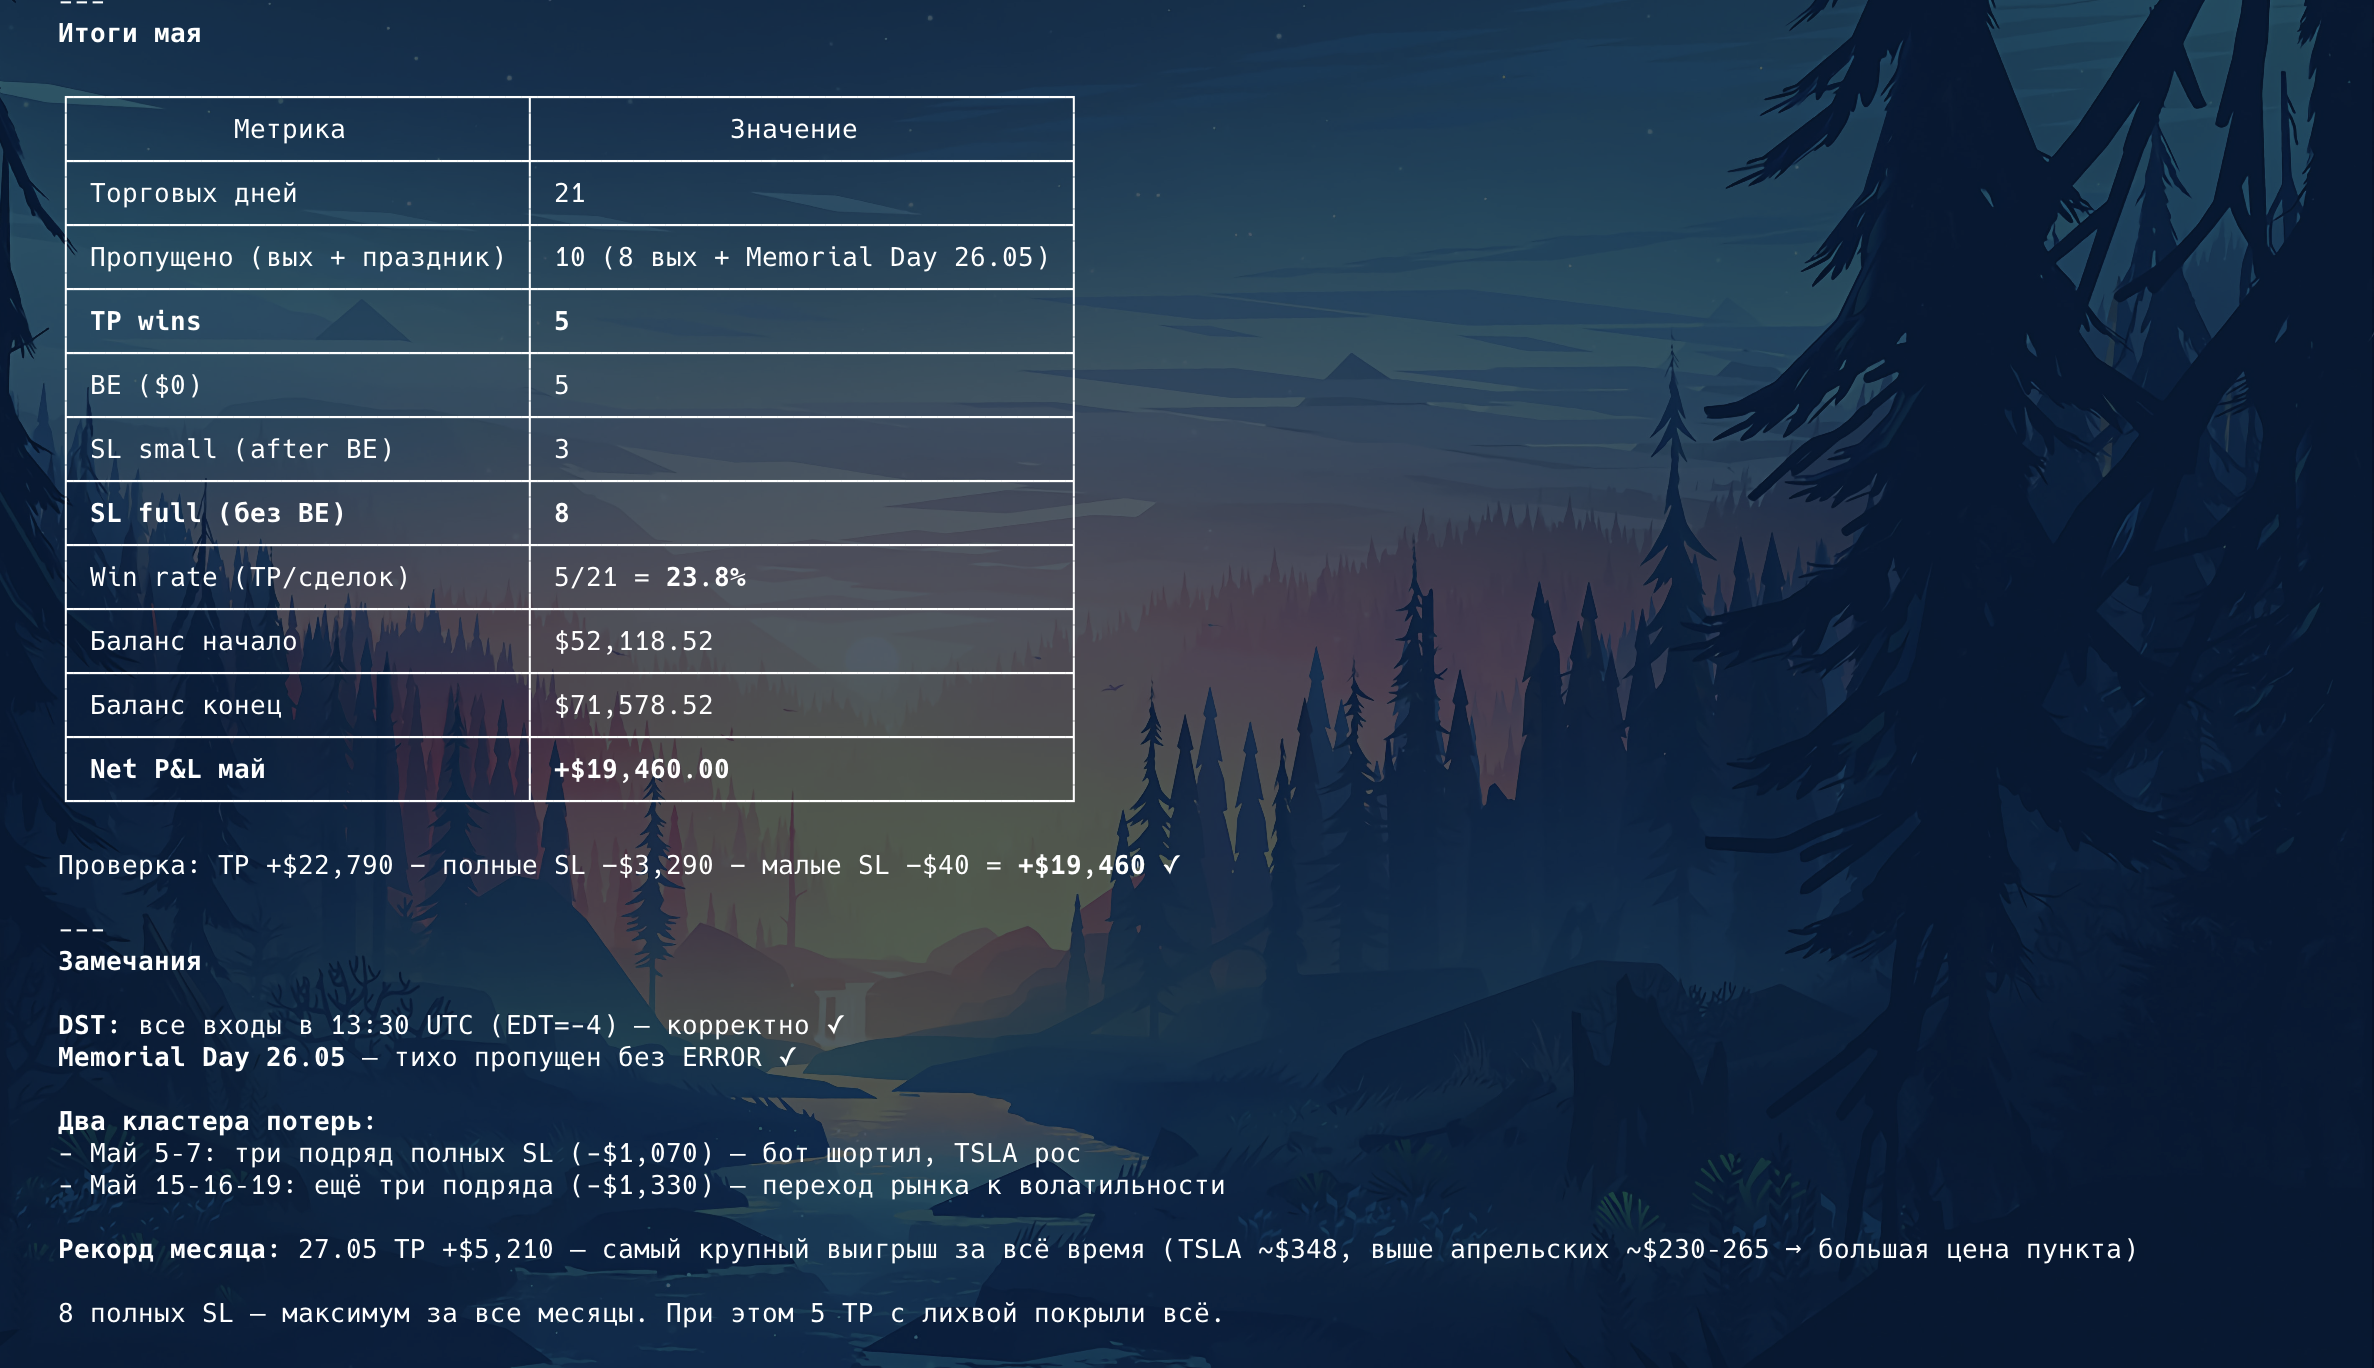 ---
Итоги мая
Метрика Значение
Торговых дней 21
Пропущено (вых + праздник) 10 (8 вых + Memorial Day 26.05)
TP wins 5
BE ($0) 5
SL small (after BE) 3
SL full (без BE) 8
Win rate (TP/сделок) 5/21 = 23.8%
Баланс начало $52,118.52
Баланс конец $71,578.52
Net P&L май +$19,460.00
Проверка: TP +$22,790 − полные SL −$3,290 − малые SL −$40 = +$19,460 ✓
---
Замечания
DST: все входы в 13:30 UTC (EDT=-4) — корректно ✓
Memorial Day 26.05 — тихо пропущен без ERROR ✓
Два кластера потерь:
- Май 5-7: три подряд полных SL (-$1,070) — бот шортил, TSLA рос
- Май 15-16-19: ещё три подряда (-$1,330) — переход рынка к волатильности
Рекорд месяца: 27.05 TP +$5,210 — самый крупный выигрыш за всё время (TSLA ~$348, выше апрельских ~$230-265 → большая цена пункта)
8 полных SL — максимум за все месяцы. При этом 5 TP с лихвой покрыли всё.